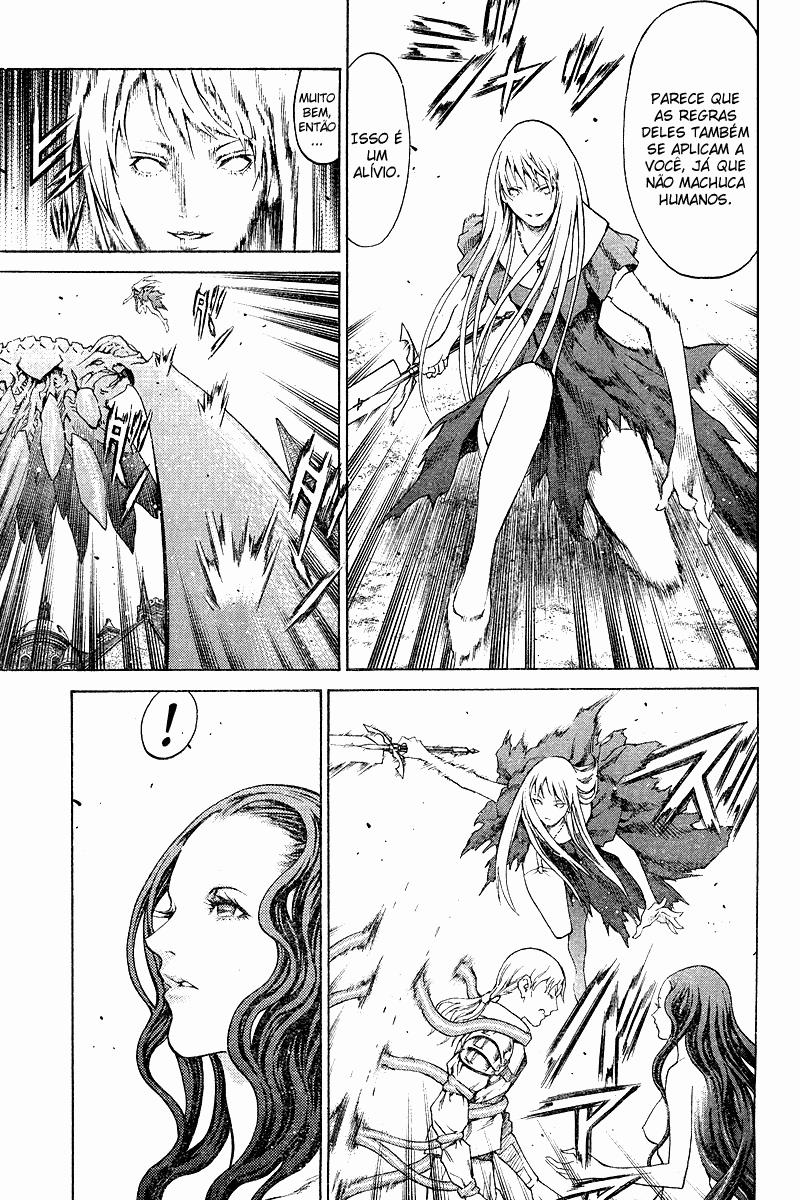 PARECE QUE
AS REGRAS
DELES TAMBÉM
SE APLICAM A
VOCÊ, JÁ QUE
NÃO MACHUCA
HUMANOS.
ISSO É
UM
ALÍVIO.
MUITO
BEM,
ENTÃO
...
!